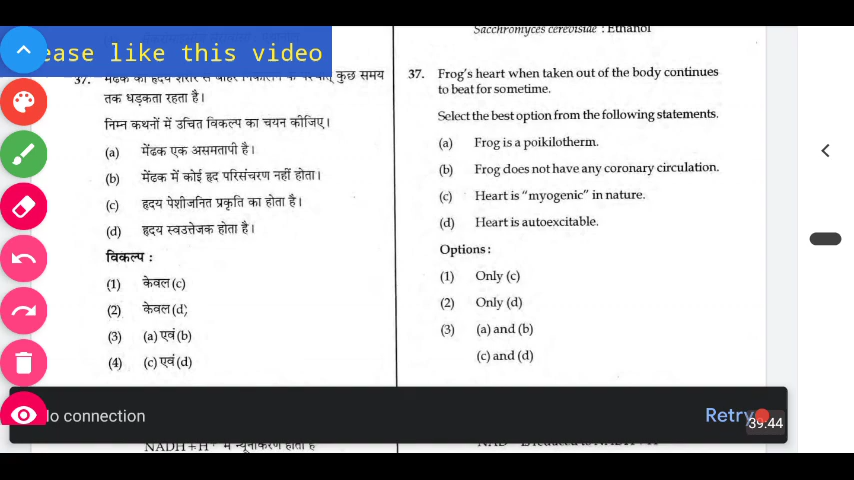 ease like this video
37.
कुछ समय
तक धड़कता रहता है।
निम्न कथनों में उचित विकल्प का चयन कीजिए।
(a) मेंढक एक असमतापी है।
(b) मेंढक में कोई हृद परिसंचरण नहीं होता।
(c) हृदय पेशीजनित प्रकृति का होता है।
(d) हृदय स्वउत्तेजक होता है।
विकल्प :
(1) केवल (c)
(2) केवल (d)
(3) (a) एवं (b)
(4) (c) एवं (d)
Sacchromyces cerevisiae : Ethanol
37. Frog's heart when taken out of the body continues
to beat for sometime.
Select the best option from the following statements.
(a) Frog is a poikilotherm.
(b) Frog does not have any coronary circulation.
(c) Heart is "myogenic" in nature.
(d) Heart is autoexcitable.
Options :
(1) Only (c)
(2) Only (d)
(3) (a) and (b)
(c) and (d)
o connection
Retry
39:44